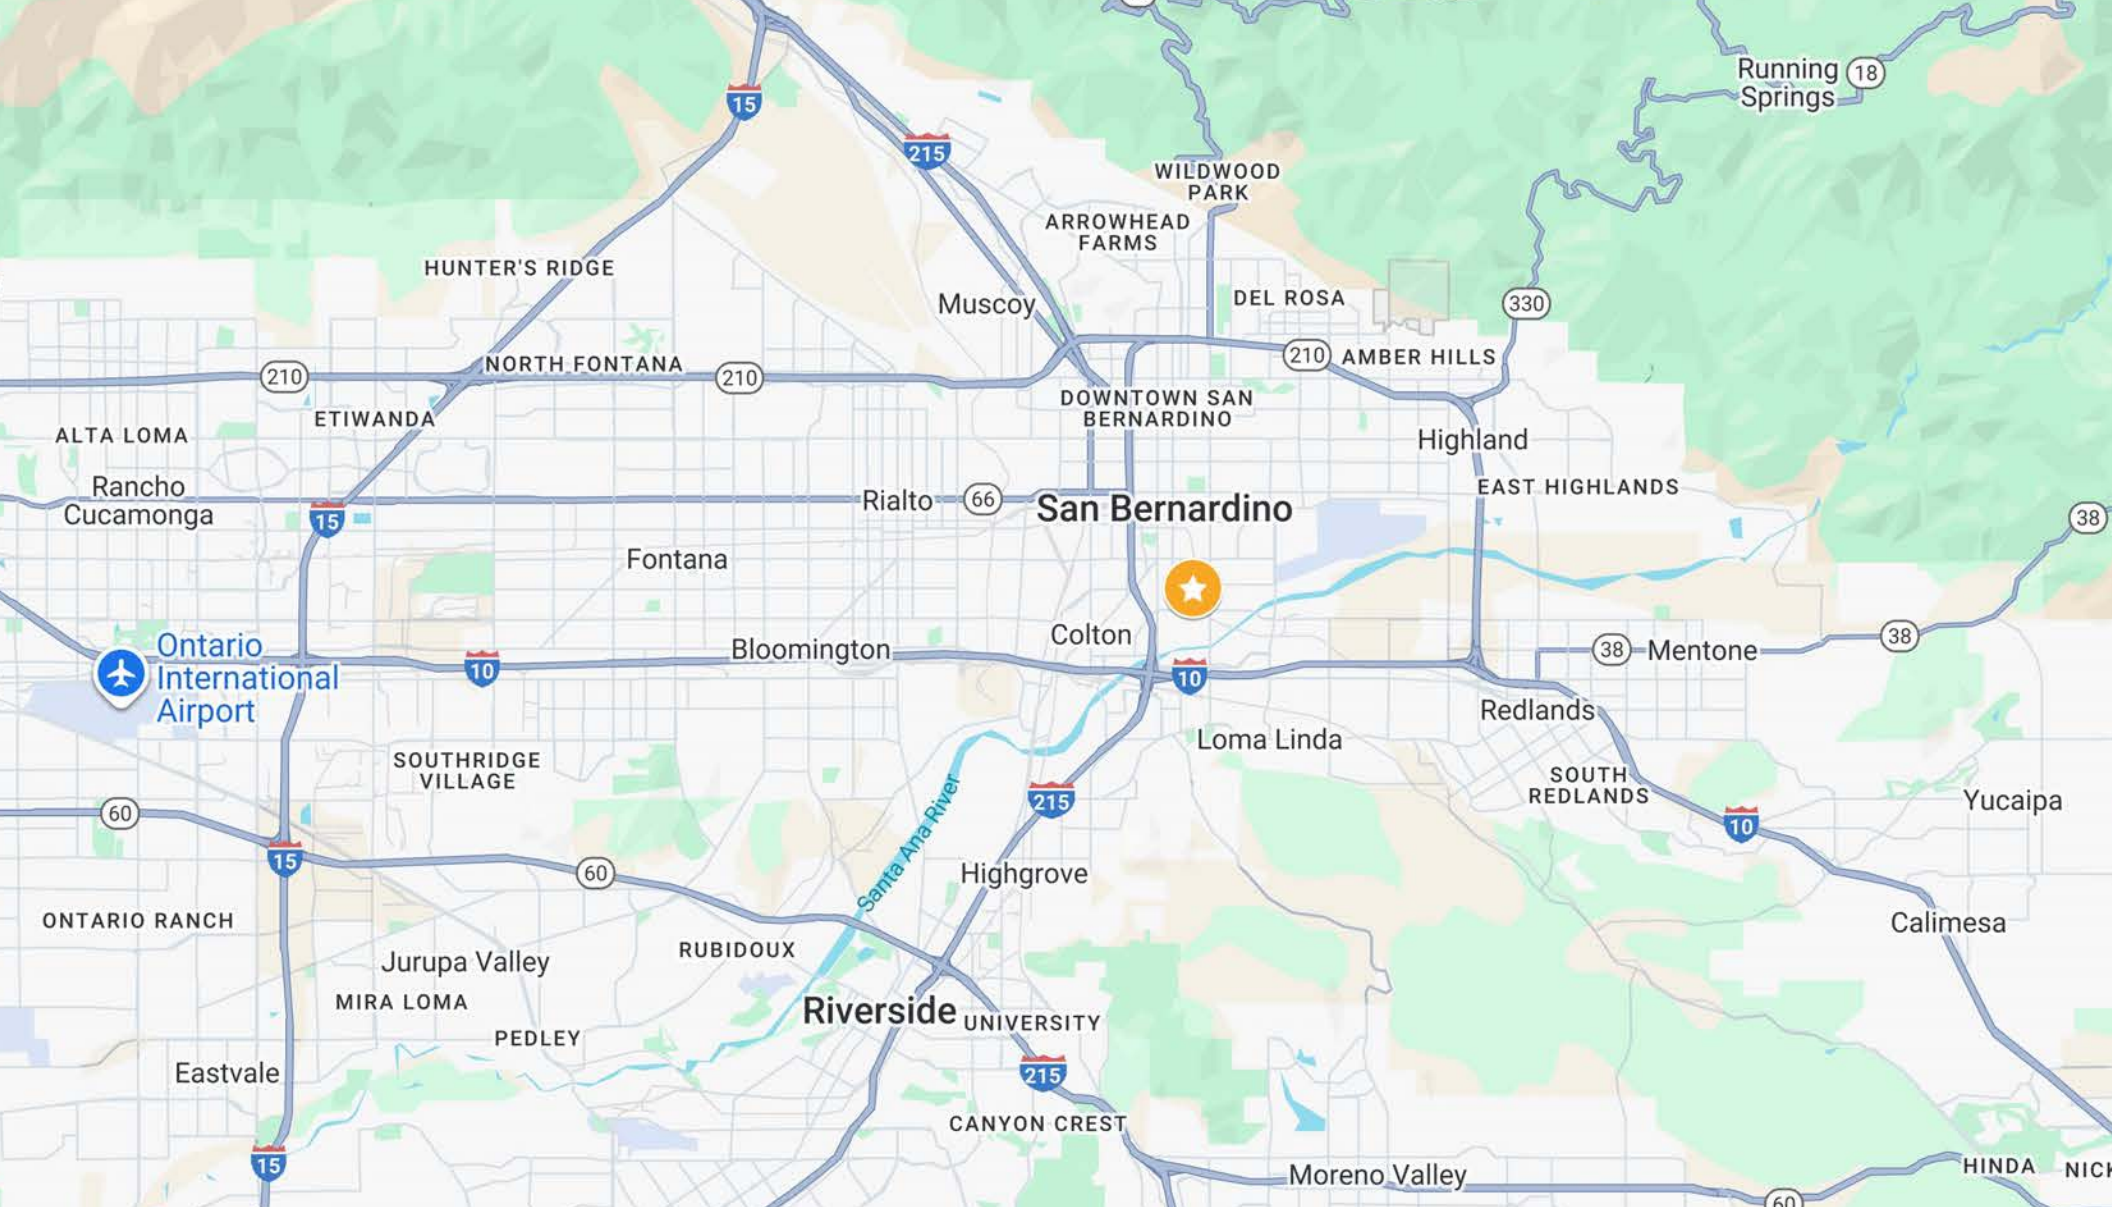 Running
Springs
18
15
215
WILDWOOD
PARK
ARROWHEAD
FARMS
HUNTER'S RIDGE
Muscoy
DEL ROSA
330
210
NORTH FONTANA
210
210
AMBER HILLS
ETIWANDA
DOWNTOWN SAN
BERNARDINO
ALTA LOMA
Highland
Rancho
Cucamonga
15
Rialto
66
San Bernardino
EAST HIGHLANDS
38
Fontana
Ontario
International
Airport
10
Bloomington
Colton
10
38
Mentone
38
Redlands
Loma Linda
SOUTHRIDGE
VILLAGE
SOUTH
REDLANDS
60
215
Santa Ana River
10
Yucaipa
15
60
Highgrove
ONTARIO RANCH
Calimesa
RUBIDOUX
Jurupa Valley
MIRA LOMA
Riverside
UNIVERSITY
PEDLEY
Eastvale
215
CANYON CREST
15
Moreno Valley
HINDA
NICK
60